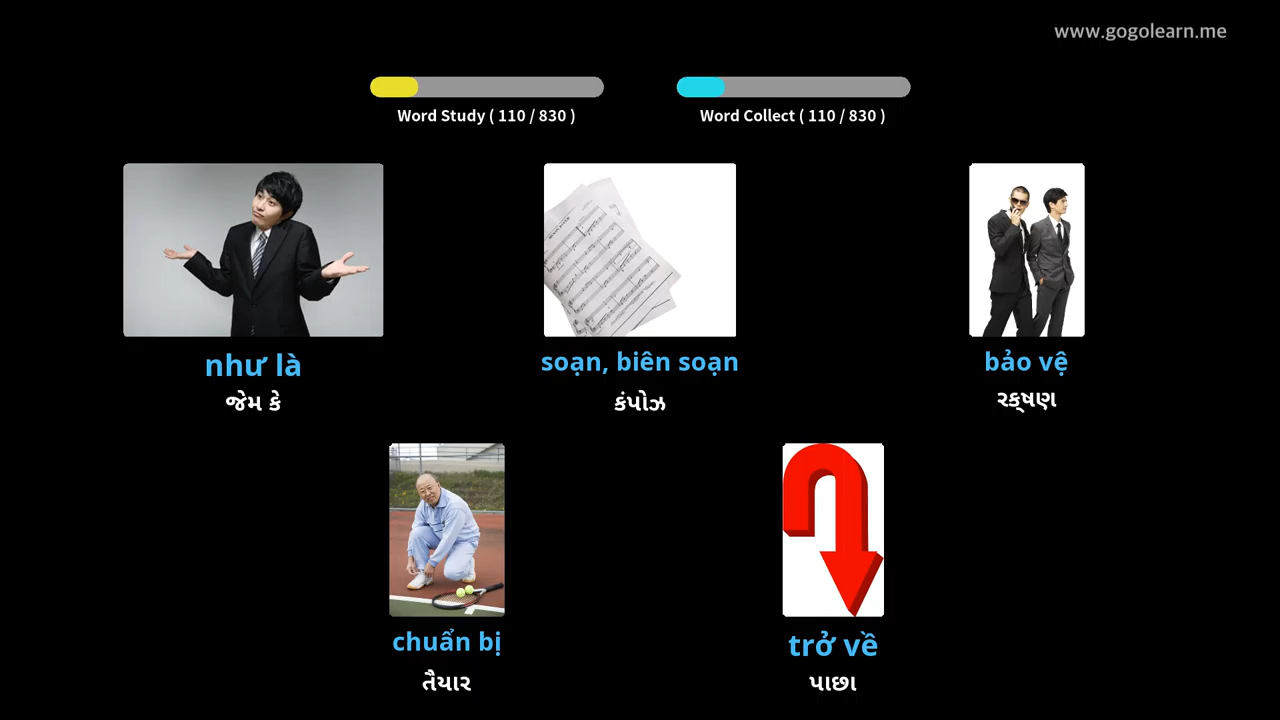 www.gogolearn.me
Word Study ( 110 / 830 )
Word Collect ( 110 / 830 )
như là
જેમ કે
soạn, biên soạn
કંપોઝ
bảo vệ
રક્ષણ
chuẩn bị
તૈયાર
trở về
પાછા